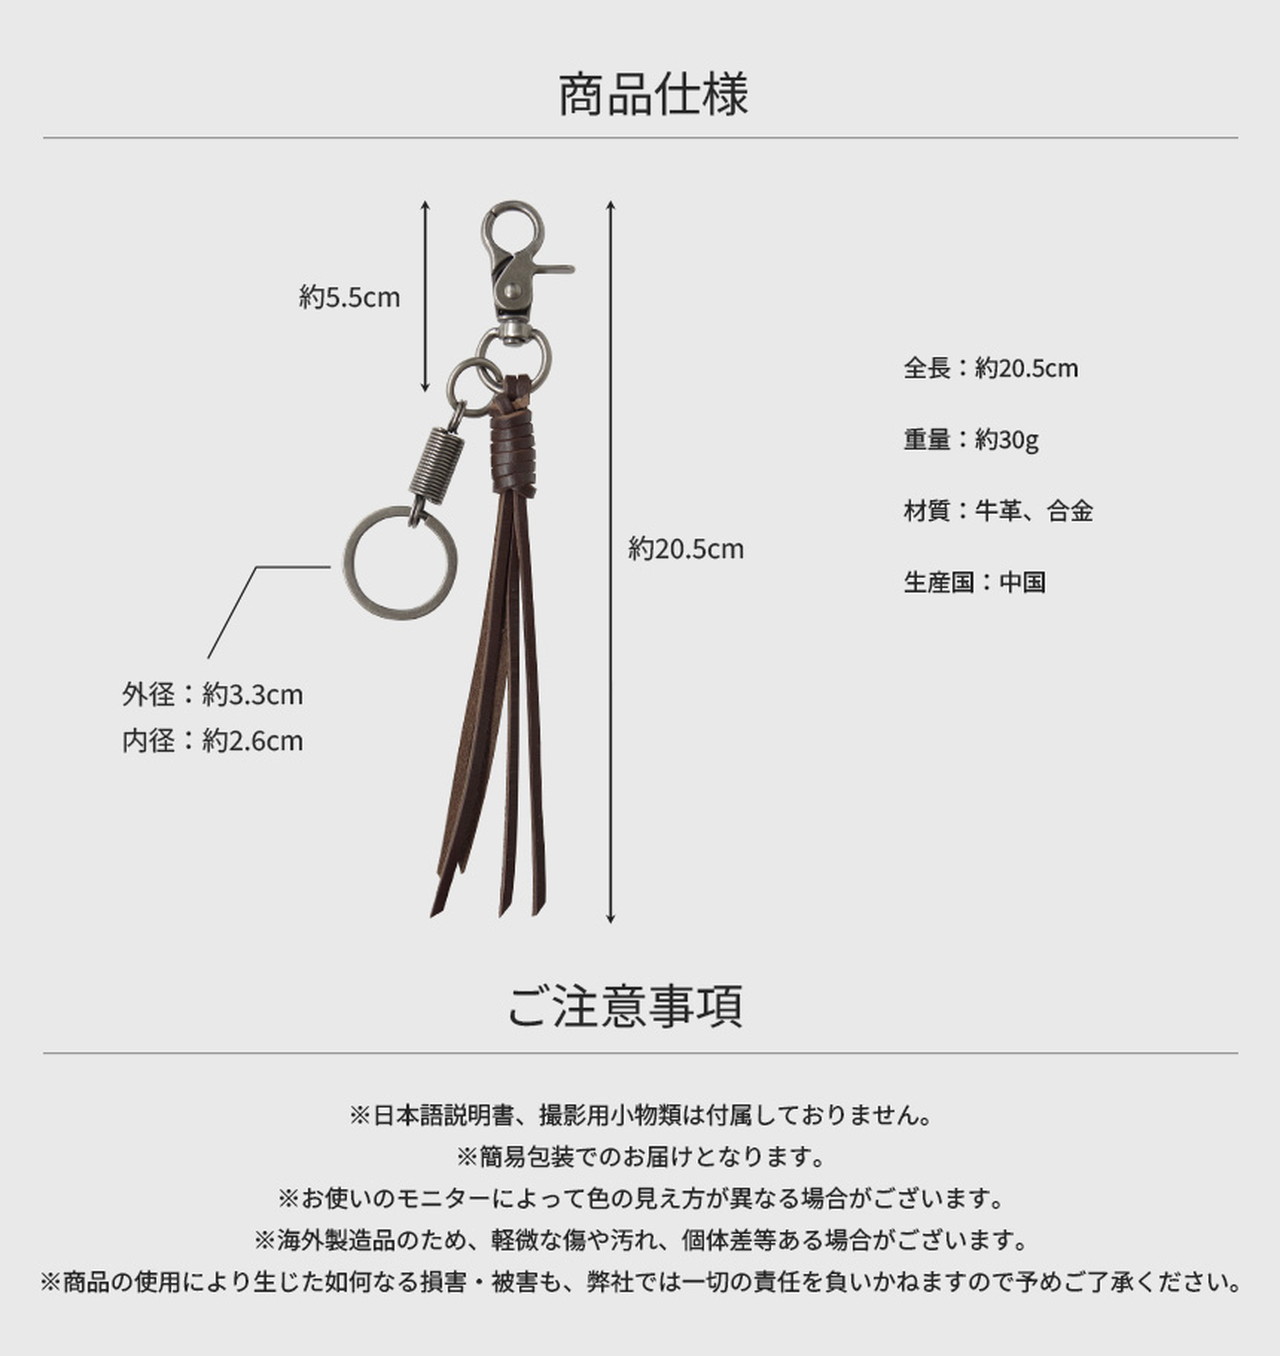 商品仕様
約5.5cm
全長：約20.5cm
重量：約30g
材質：牛革、合金
約20.5cm
生産国：中国
外径：約3.3cm
内径：約2.6cm
ご注意事項
※日本語説明書、撮影用小物類は付属しておりません。
※簡易包装でのお届けとなります。
※お使いのモニターによって色の見え方が異なる場合がございます。
※海外製造品のため、軽微な傷や汚れ、個体差等ある場合がございます。
※商品の使用により生じた如何なる損害・被害も、弊社では一切の責任を負いかねますので予めご了承ください。